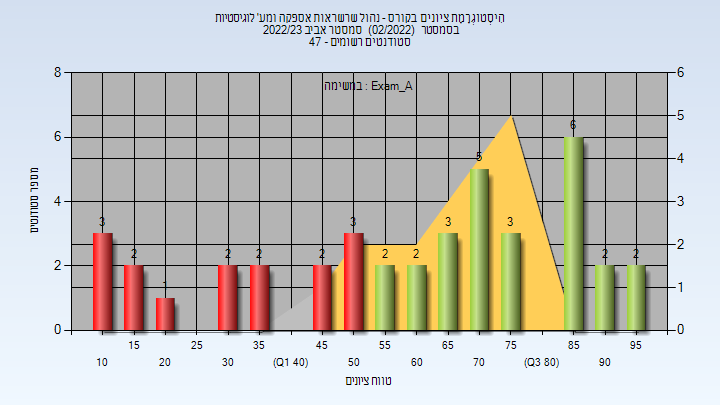 הִיסְטוֹגְרָמַת ציונים בקורס - נהול שרשראות אספקה ומע' לוגיסטיות
בסמסטר (02/2022) סמסטר אביב 2022/23
סטודנטים רשומים - 47
במשימה : Exam_A
8 6
5
6
4
4 3
2
2
1
0 0
מספר סטודנטים
3 2 1 2 2 2 3 2 2 3 5 3 6 2 2
15 25 35 45 55 65 75 85 95
10 20 30 (Q1 40) 50 60 70 (Q3 80) 90
טווח ציונים